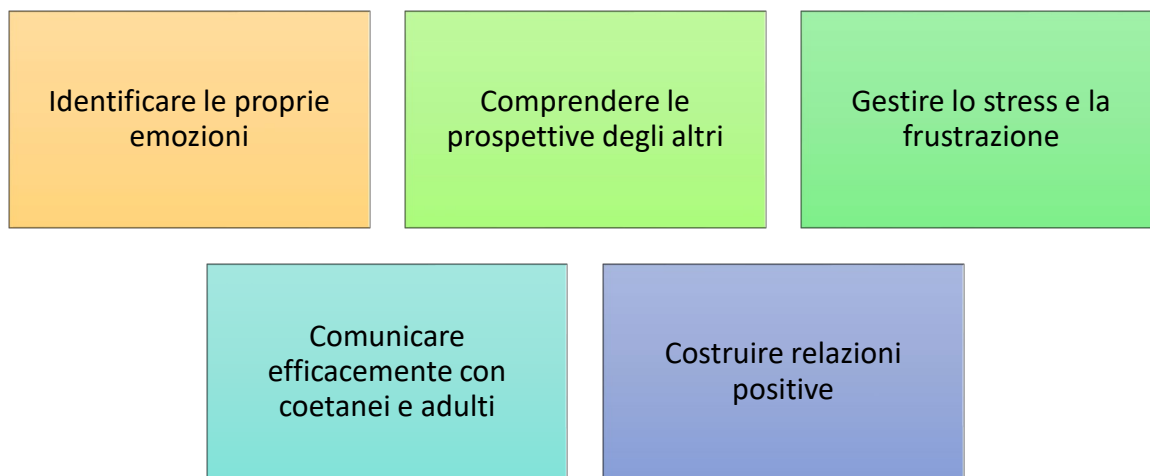 Identificare le proprie
emozioni
Comprendere le
prospettive degli altri
Gestire lo stress e la
frustrazione
Comunicare
efficacemente con
coetanei e adulti
Costruire relazioni
positive